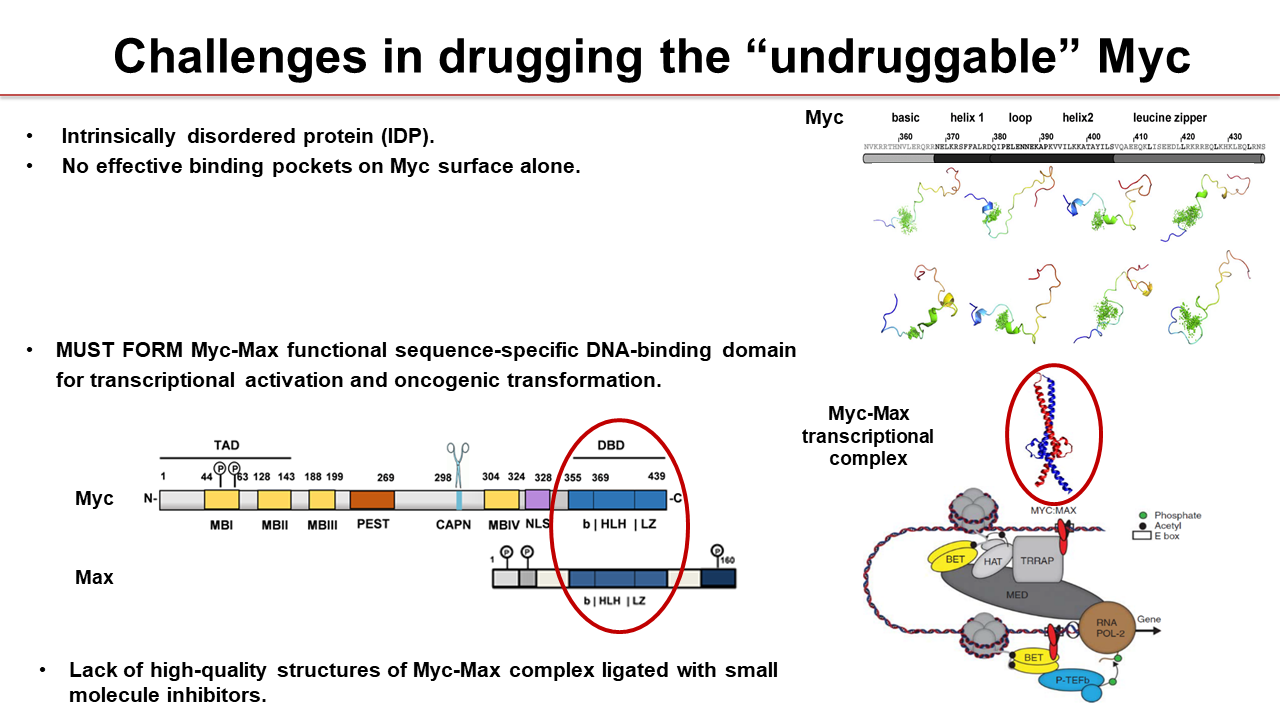 Challenges in drugging the “undruggable” Myc
• Intrinsically disordered protein (IDP).
• No effective binding pockets on Myc surface alone.
Myc
basic helix 1 loop helix2 leucine zipper
360 370 380 390 400 410 420 430
NVKRRTHNVLERQRRNELKRSFFALRDQIPELENNEKAPKVVILKKATAYILSVQAEEQKLISEEDLLRKRREQLKHKLEQLRNS
• MUST FORM Myc-Max functional sequence-specific DNA-binding domain
for transcriptional activation and oncogenic transformation.
Myc-Max
transcriptional
complex
TAD
DBD
P P
1 44 63 128 143 188 199 269 298 304 324 328 355 369 439
Myc
N-
-C
MBI MBII MBIII PEST CAPN MBIV NLS b | HLH | LZ
Max
P P P
1 160
b | HLH | LZ
MYC:MAX
Phosphate
Acetyl
E box
BET
HAT
TRRAP
MED
RNA
POL-2
Gene
BET
P-TEFb
• Lack of high-quality structures of Myc-Max complex ligated with small
molecule inhibitors.